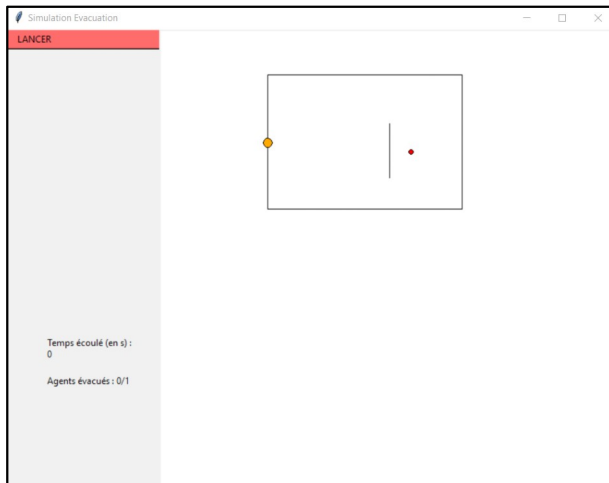 Simulation Evacuation
LANCER
Temps écoulé (en s) :
0
Agents évacués : 0/1